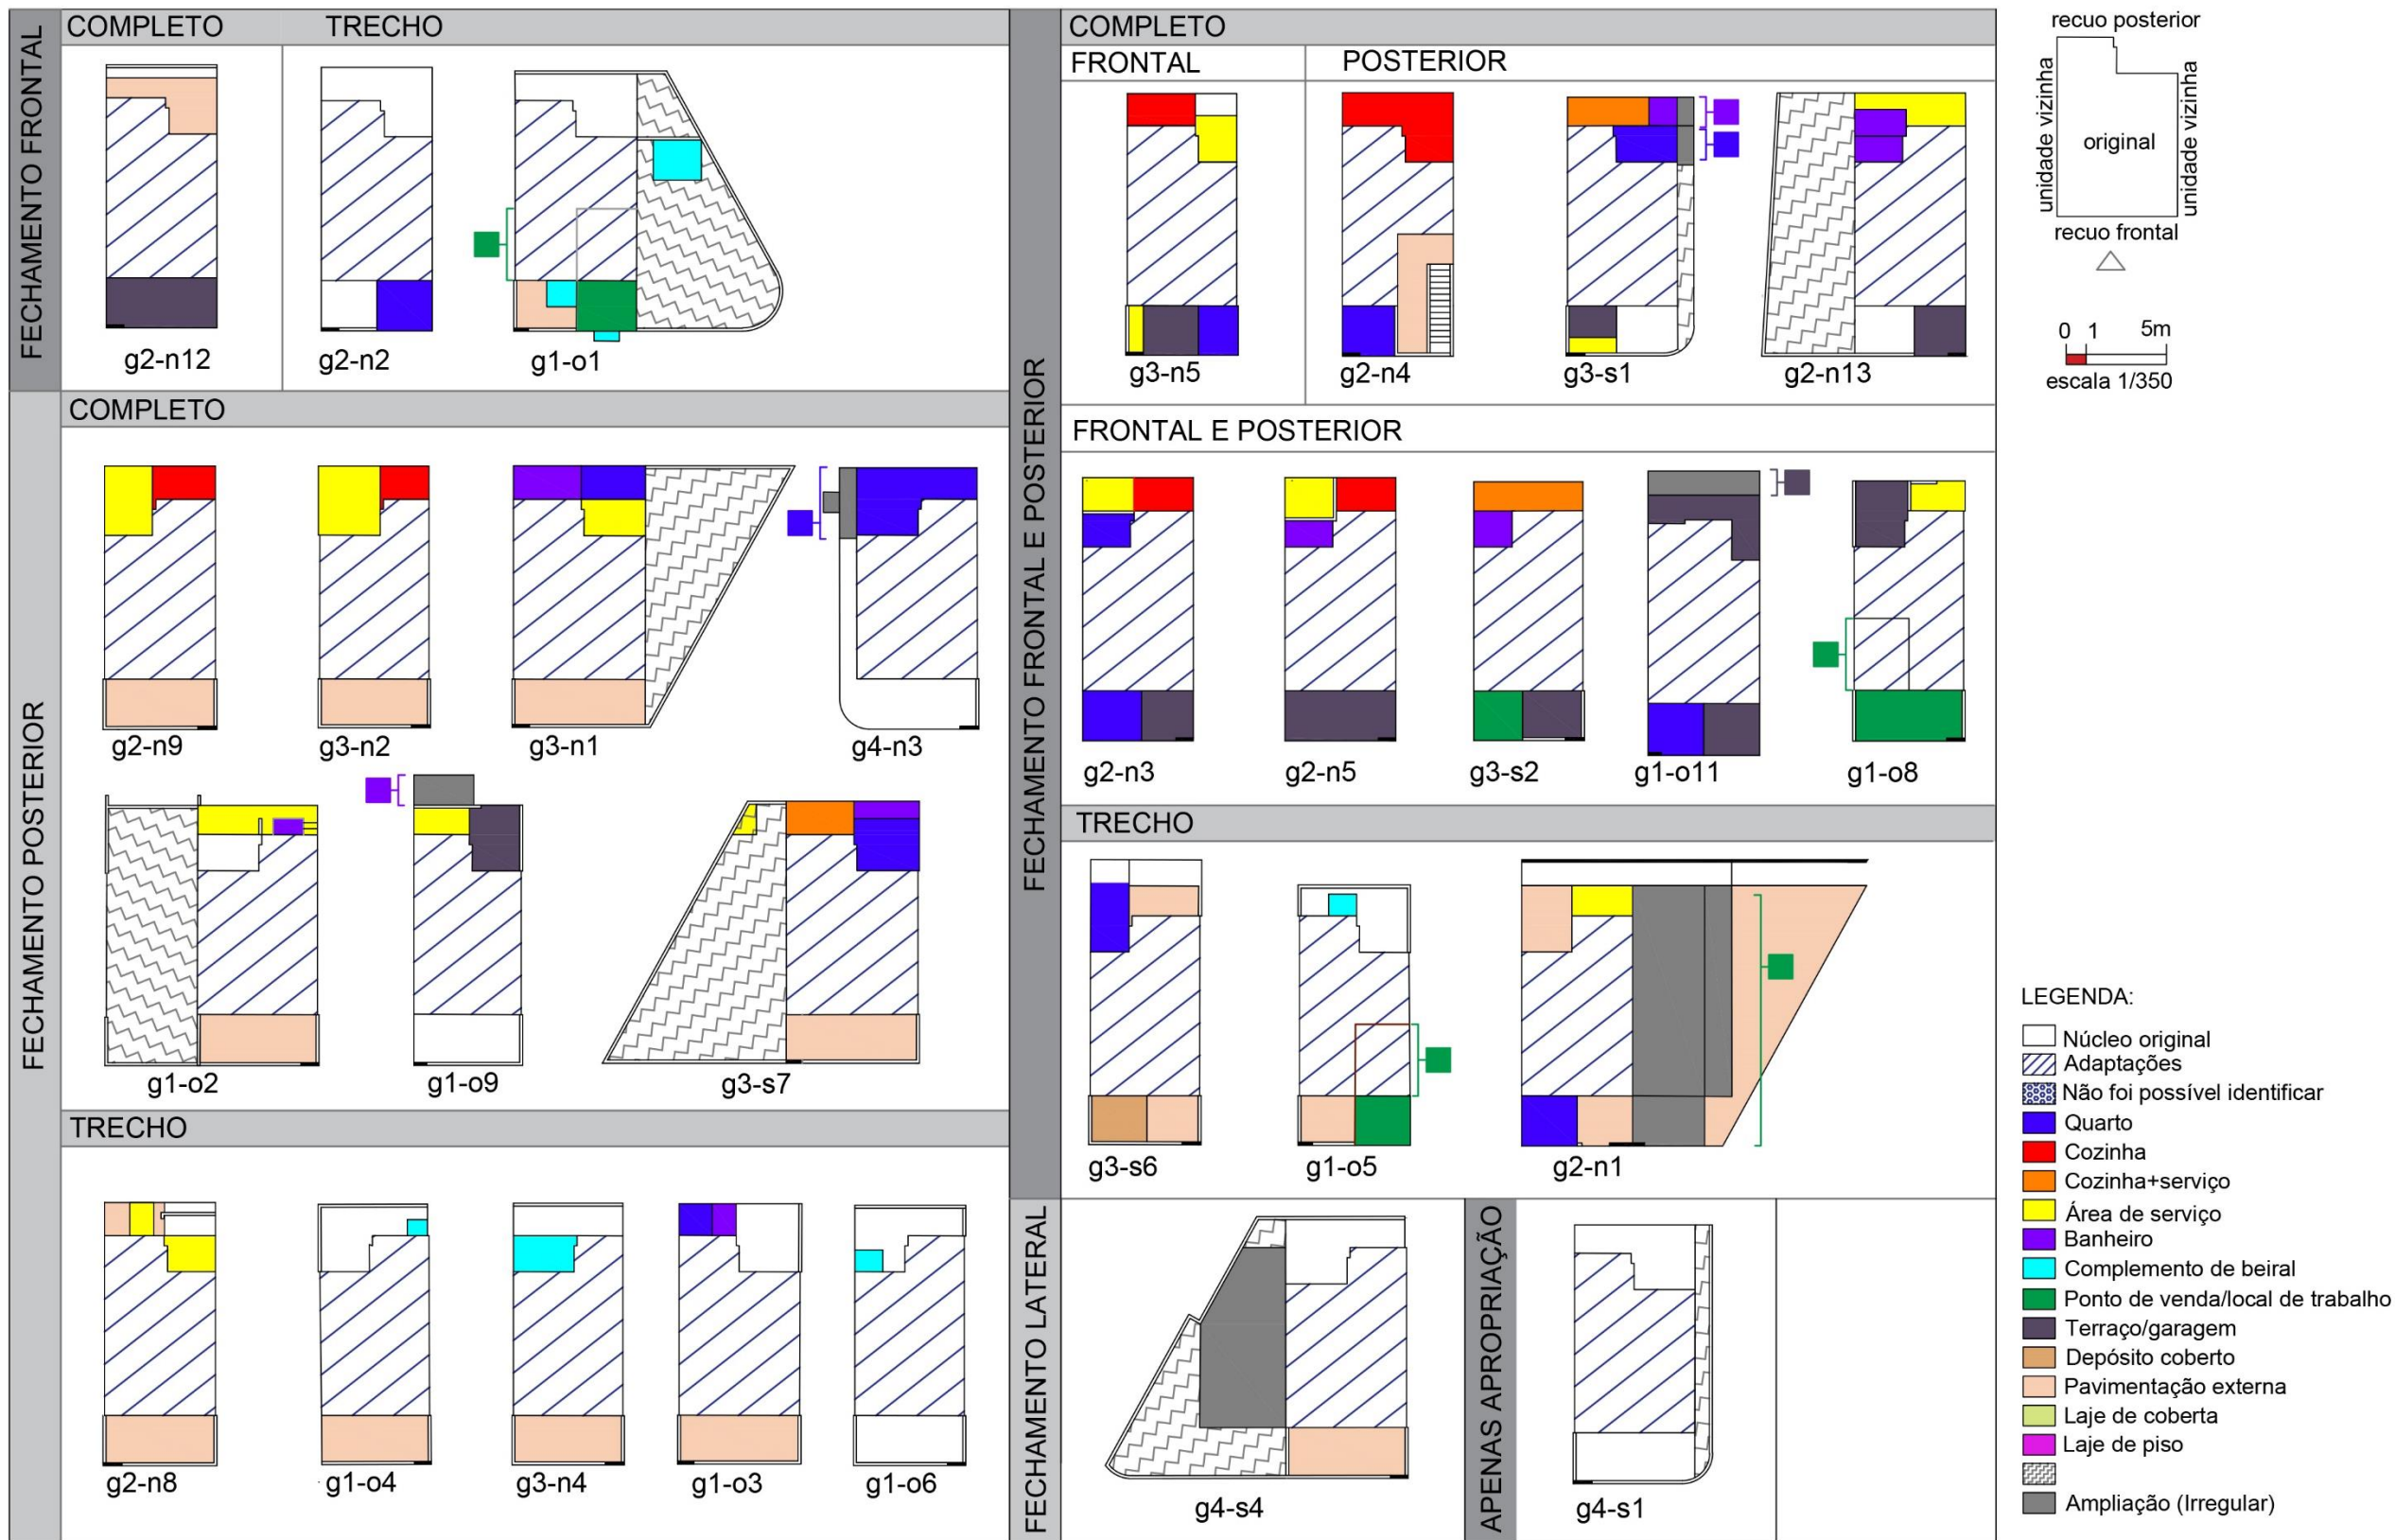 FECHAMENTO FRONTAL
COMPLETO
TRECHO
g2-n12
g2-n2
g1-o1
FECHAMENTO POSTERIOR
COMPLETO
g2-n9
g3-n2
g3-n1
g4-n3
g1-o2
g1-o9
g3-s7
TRECHO
g2-n8
g1-o4
g3-n4
g1-o3
g1-o6
FECHAMENTO FRONTAL E POSTERIOR
COMPLETO
FRONTAL
POSTERIOR
g3-n5
g2-n4
g3-s1
g2-n13
FRONTAL E POSTERIOR
g2-n3
g2-n5
g3-s2
g1-o11
g1-o8
TRECHO
g3-s6
g1-o5
g2-n1
FECHAMENTO LATERAL
g4-s4
APENAS APROPRIAÇÃO
g4-s1
recuo posterior
unidade vizinha
original
unidade vizinha
recuo frontal
0 1 5m
escala 1/350
LEGENDA:
Núcleo original
Adaptações
Não foi possível identificar
Quarto
Cozinha
Cozinha+serviço
Área de serviço
Banheiro
Complemento de beiral
Ponto de venda/local de trabalho
Terraço/garagem
Depósito coberto
Pavimentação externa
Laje de coberta
Laje de piso
Ampliação (Irregular)